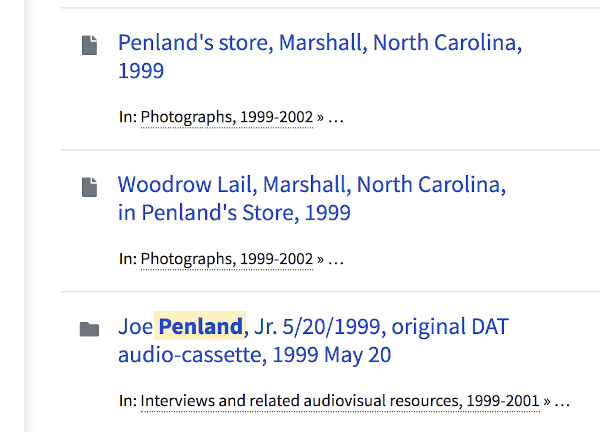 Penland's store, Marshall, North Carolina,
1999
In: Photographs, 1999-2002 » …
Woodrow Lail, Marshall, North Carolina,
in Penland's Store, 1999
In: Photographs, 1999-2002 » …
Joe Penland, Jr. 5/20/1999, original DAT
audio-cassette, 1999 May 20
In: Interviews and related audiovisual resources, 1999-2001 » …